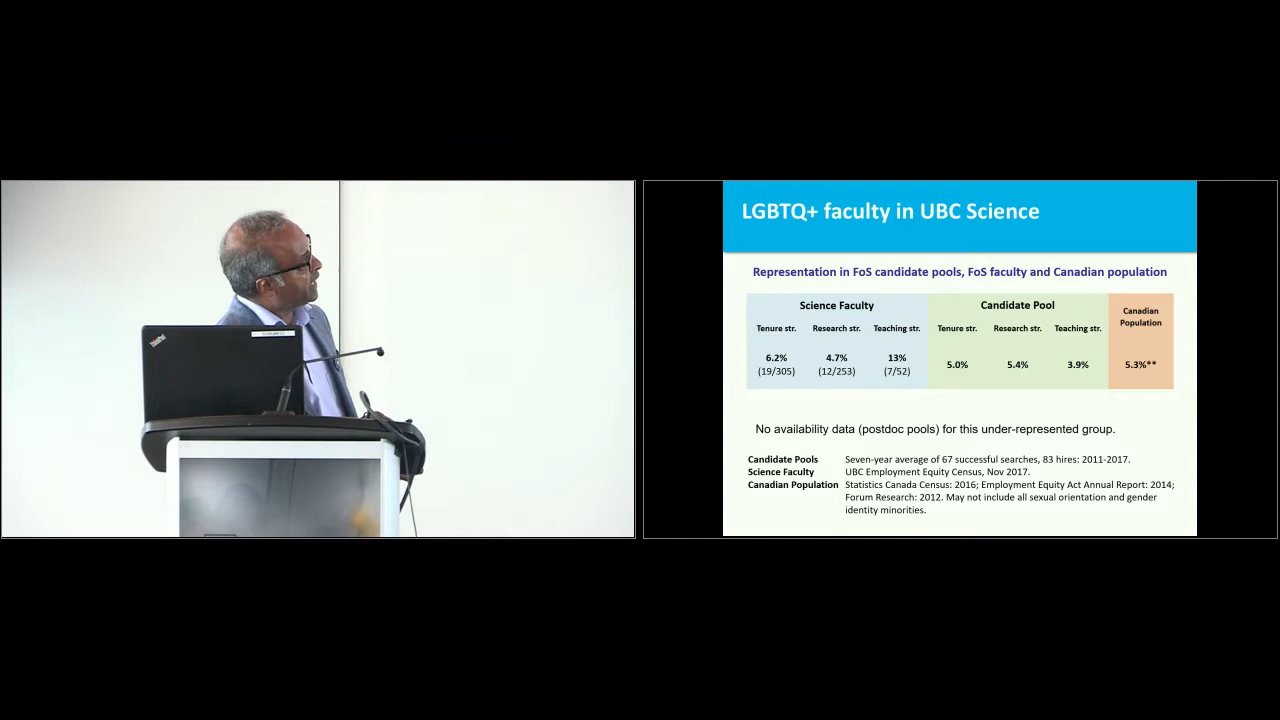 LGBTQ+ faculty in UBC Science
Representation in FoS candidate pools, FoS faculty and Canadian population
Science Faculty
Candidate Pool
Canadian
Population
Tenure str. Research str. Teaching str. Tenure str. Research str. Teaching str.
6.2% 4.7% 13% 5.0% 5.4% 3.9% 5.3%**
(19/305) (12/253) (7/52)
No availability data (postdoc pools) for this under-represented group.
Candidate Pools Seven-year average of 67 successful searches, 83 hires: 2011-2017.
Science Faculty UBC Employment Equity Census, Nov 2017.
Canadian Population Statistics Canada Census: 2016; Employment Equity Act Annual Report: 2014;
Forum Research: 2012. May not include all sexual orientation and gender
identity minorities.
ThinkPad